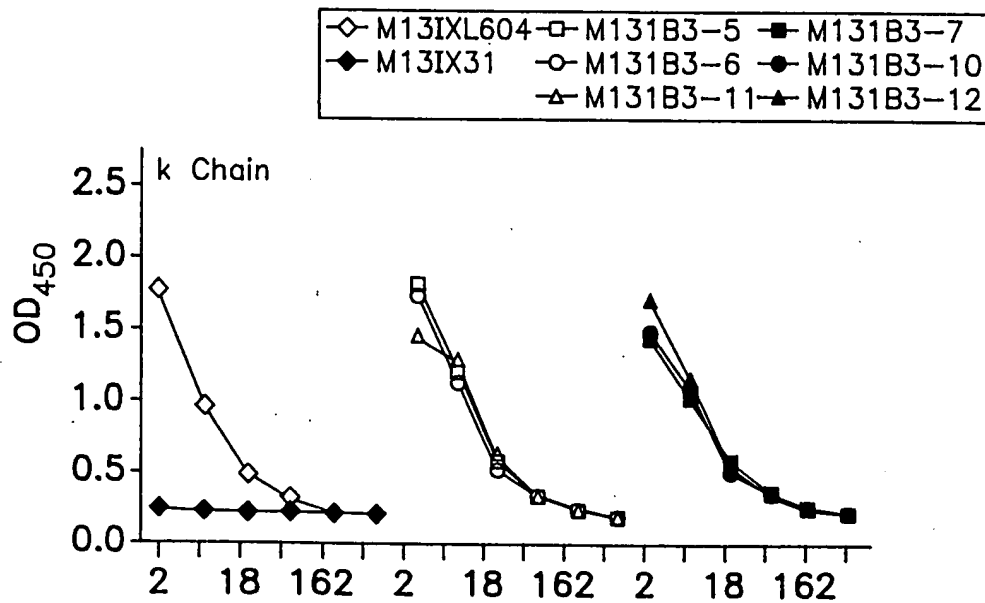 M13IXL604 M131B3-5 M131B3-7
M13IX31 M131B3-6 M131B3-10
M131B3-11 M131B3-12
k Chain
OD450
2.5
2.0
1.5
1.0
0.5
0.0
2 18 162 2 18 162 2 18 162